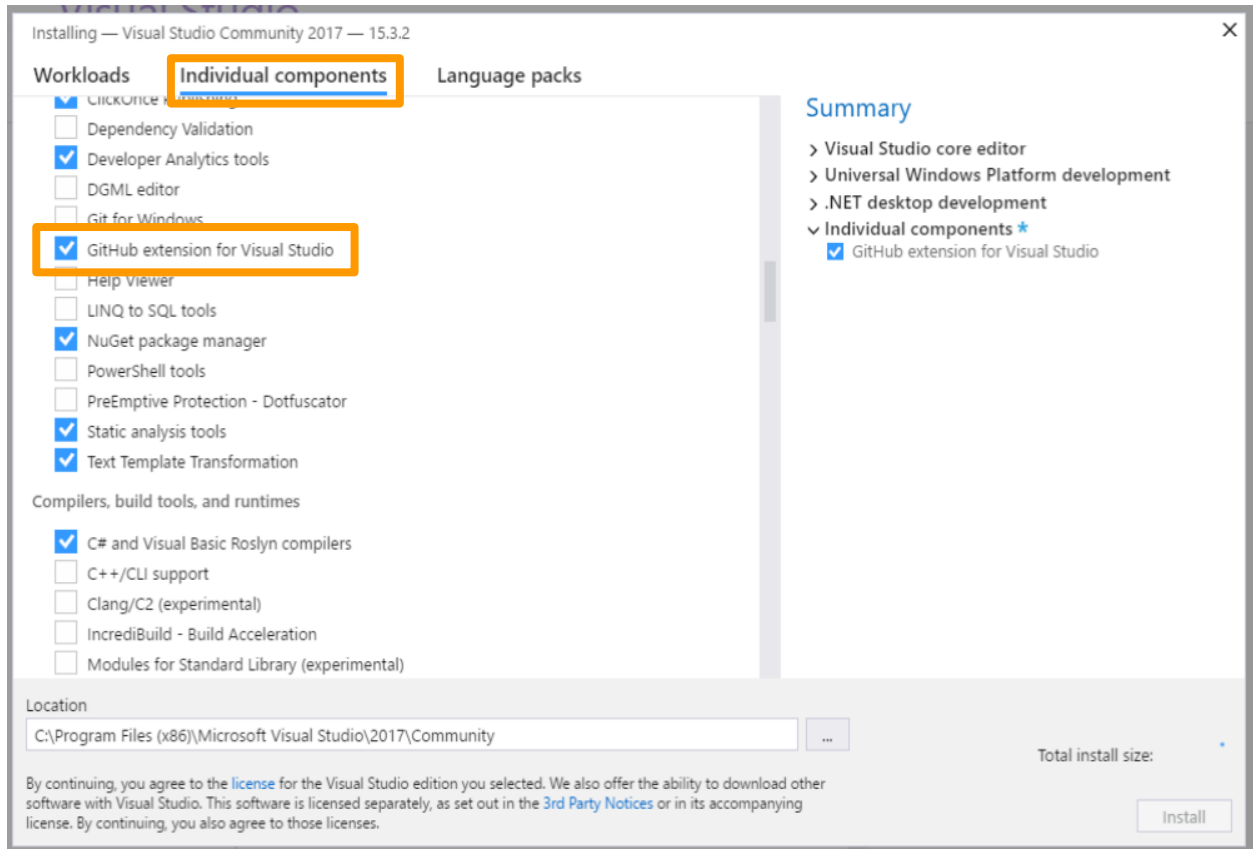 Visual Studio
Installing — Visual Studio Community 2017 — 15.3.2
Workloads Individual components Language packs
ClickOnce Publishing
Dependency Validation
Developer Analytics tools
DGML editor
Git for Windows
GitHub extension for Visual Studio
Help Viewer
LINQ to SQL tools
NuGet package manager
PowerShell tools
PreEmptive Protection - Dotfuscator
Static analysis tools
Text Template Transformation
Compilers, build tools, and runtimes
C# and Visual Basic Roslyn compilers
C++/CLI support
Clang/C2 (experimental)
IncrediBuild - Build Acceleration
Modules for Standard Library (experimental)
Summary
Visual Studio core editor
Universal Windows Platform development
.NET desktop development
Individual components *
GitHub extension for Visual Studio
Location
C:\Program Files (x86)\Microsoft Visual Studio\2017\Community
...
Total install size:
By continuing, you agree to the license for the Visual Studio edition you selected. We also offer the ability to download other
software with Visual Studio. This software is licensed separately, as set out in the 3rd Party Notices or in its accompanying
license. By continuing, you also agree to those licenses.
Install